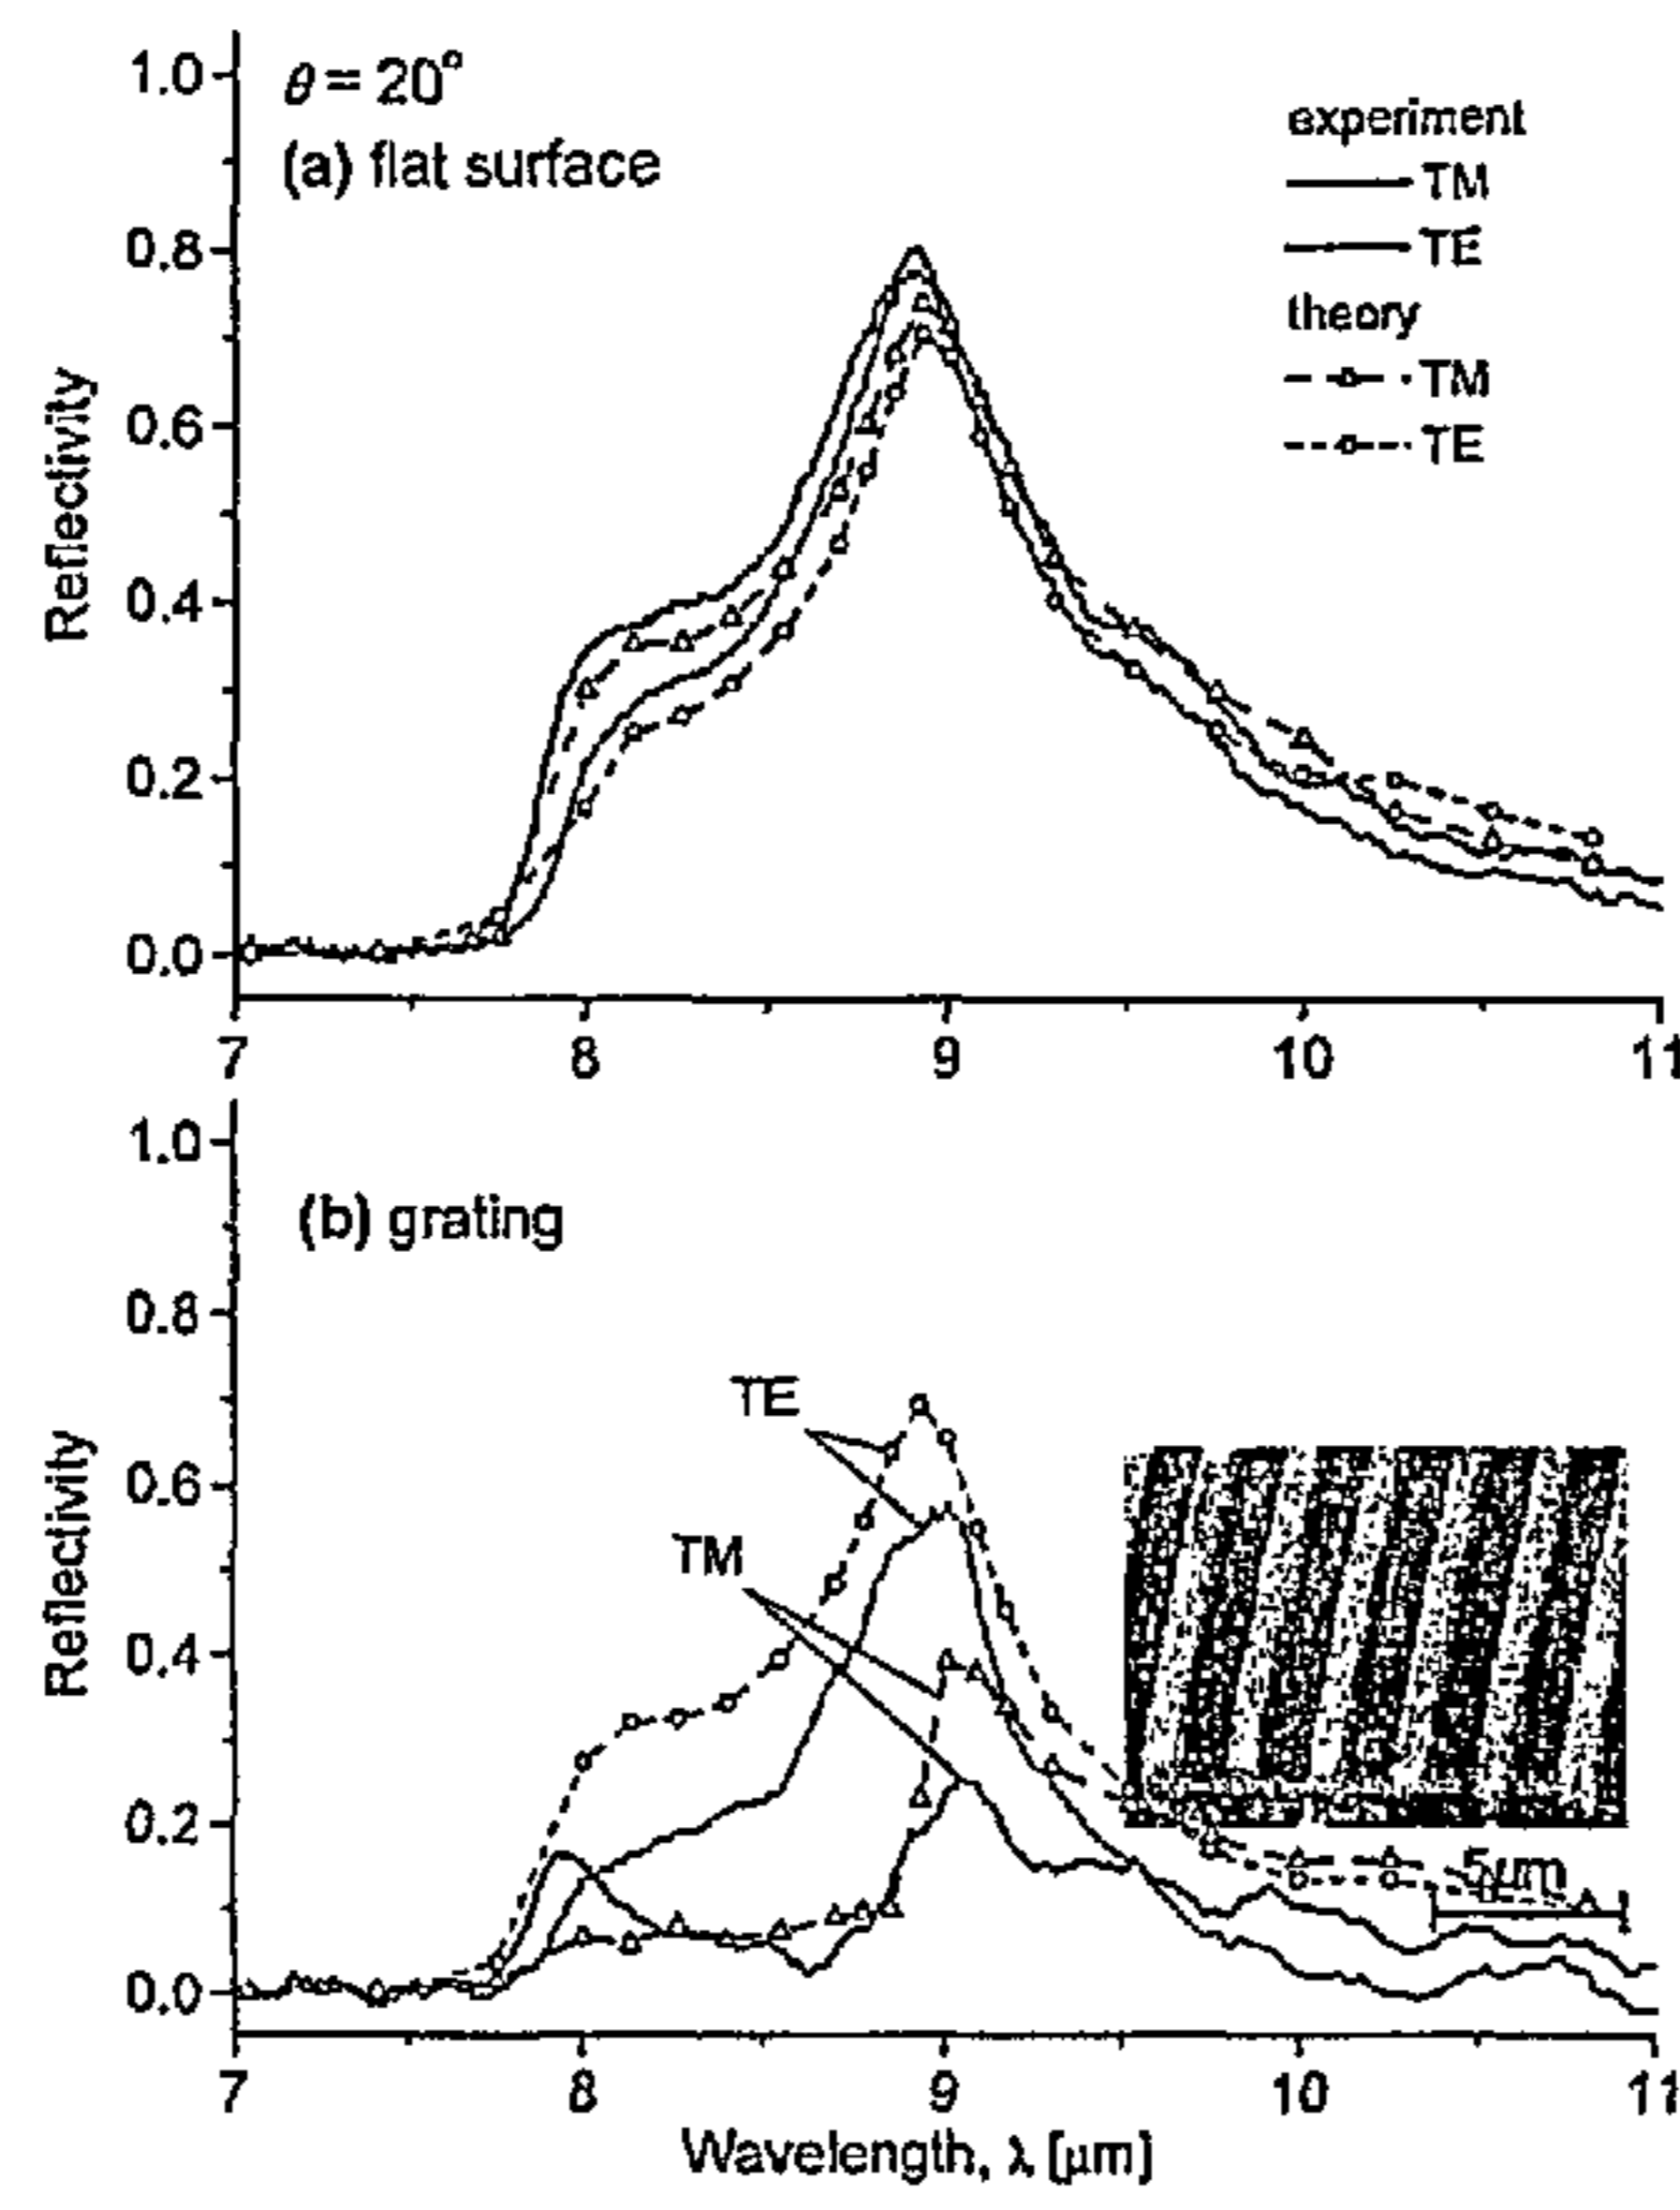 1.0
θ = 20°
(a) flat surface
experiment
TM
TE
theory
TM
TE
0.8
0.6
0.4
0.2
0.0
Reflectivity
7 8 9 10 11
1.0
(b) grating
0.8
TE
0.6
TM
0.4
0.2
5µm
0.0
Reflectivity
7 8 9 10 11
Wavelength, λ [µm]